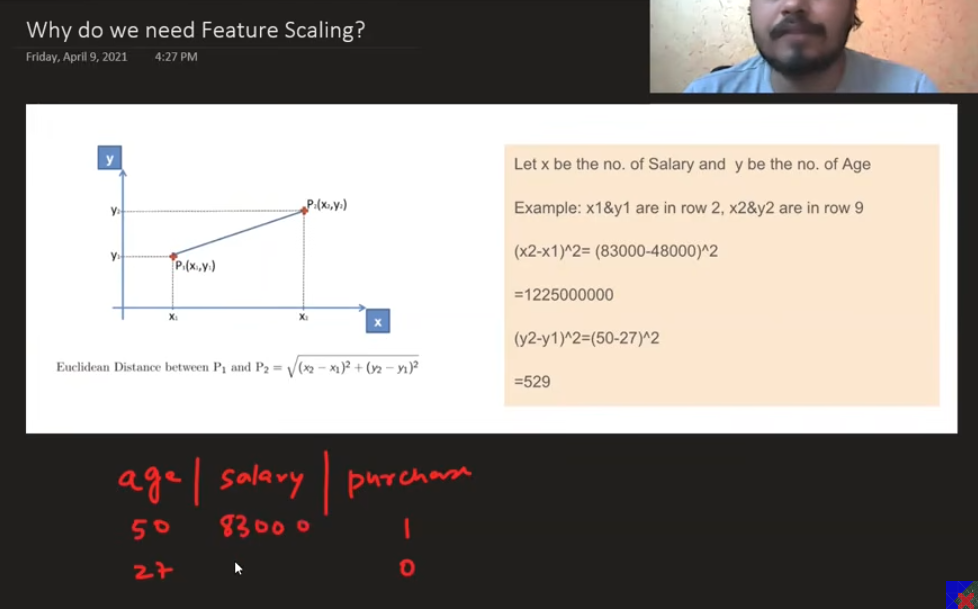 Why do we need Feature Scaling?
Friday, April 9, 2021 4:27 PM
y
y₂
P₂(x₂,y₂)
P₁(x₁,y₁)
x₁
x₂
x
Euclidean Distance between P₁ and P₂ = √(x₂ − x₁)² + (y₂ − y₁)²
Let x be the no. of Salary and y be the no. of Age
Example: x1&y1 are in row 2, x2&y2 are in row 9
(x2-x1)^2= (83000-48000)^2
=1225000000
(y2-y1)^2=(50-27)^2
=529
age | salary | purchase
50 83000 1
27 0